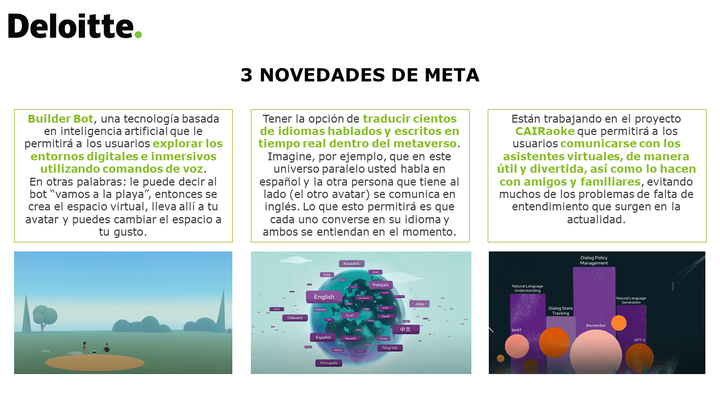 Deloitte.
3 NOVEDADES DE META
Builder Bot, una tecnología basada
en inteligencia artificial que le
permitirá a los usuarios explorar los
entornos digitales e inmersivos
utilizando comandos de voz.
En otras palabras: le puede decir al
bot “vamos a la playa”, entonces se
crea el espacio virtual, lleva allí a tu
avatar y puedes cambiar el espacio a
tu gusto.
Tener la opción de traducir cientos
de idiomas hablados y escritos en
tiempo real dentro del metaverso.
Imagine, por ejemplo, que en este
universo paralelo usted habla en
español y la otra persona que tiene al
lado (el otro avatar) se comunica en
inglés. Lo que esto permitirá es que
cada uno converse en su idioma y
ambos se entiendan en el momento.
Están trabajando en el proyecto
CAIRaoke que permitirá a los
usuarios comunicarse con los
asistentes virtuales, de manera
útil y divertida, así como lo hacen
con amigos y familiares, evitando
muchos de los problemas de falta de
entendimiento que surgen en la
actualidad.
Kiswahili
français
English
Español
中文
Tiếng Việt
Português
Dialog Policy
Management
Natural Language
Understanding
Natural Language
Generation
Dialog State
Tracking
BART
BlenderBot
GPT-2